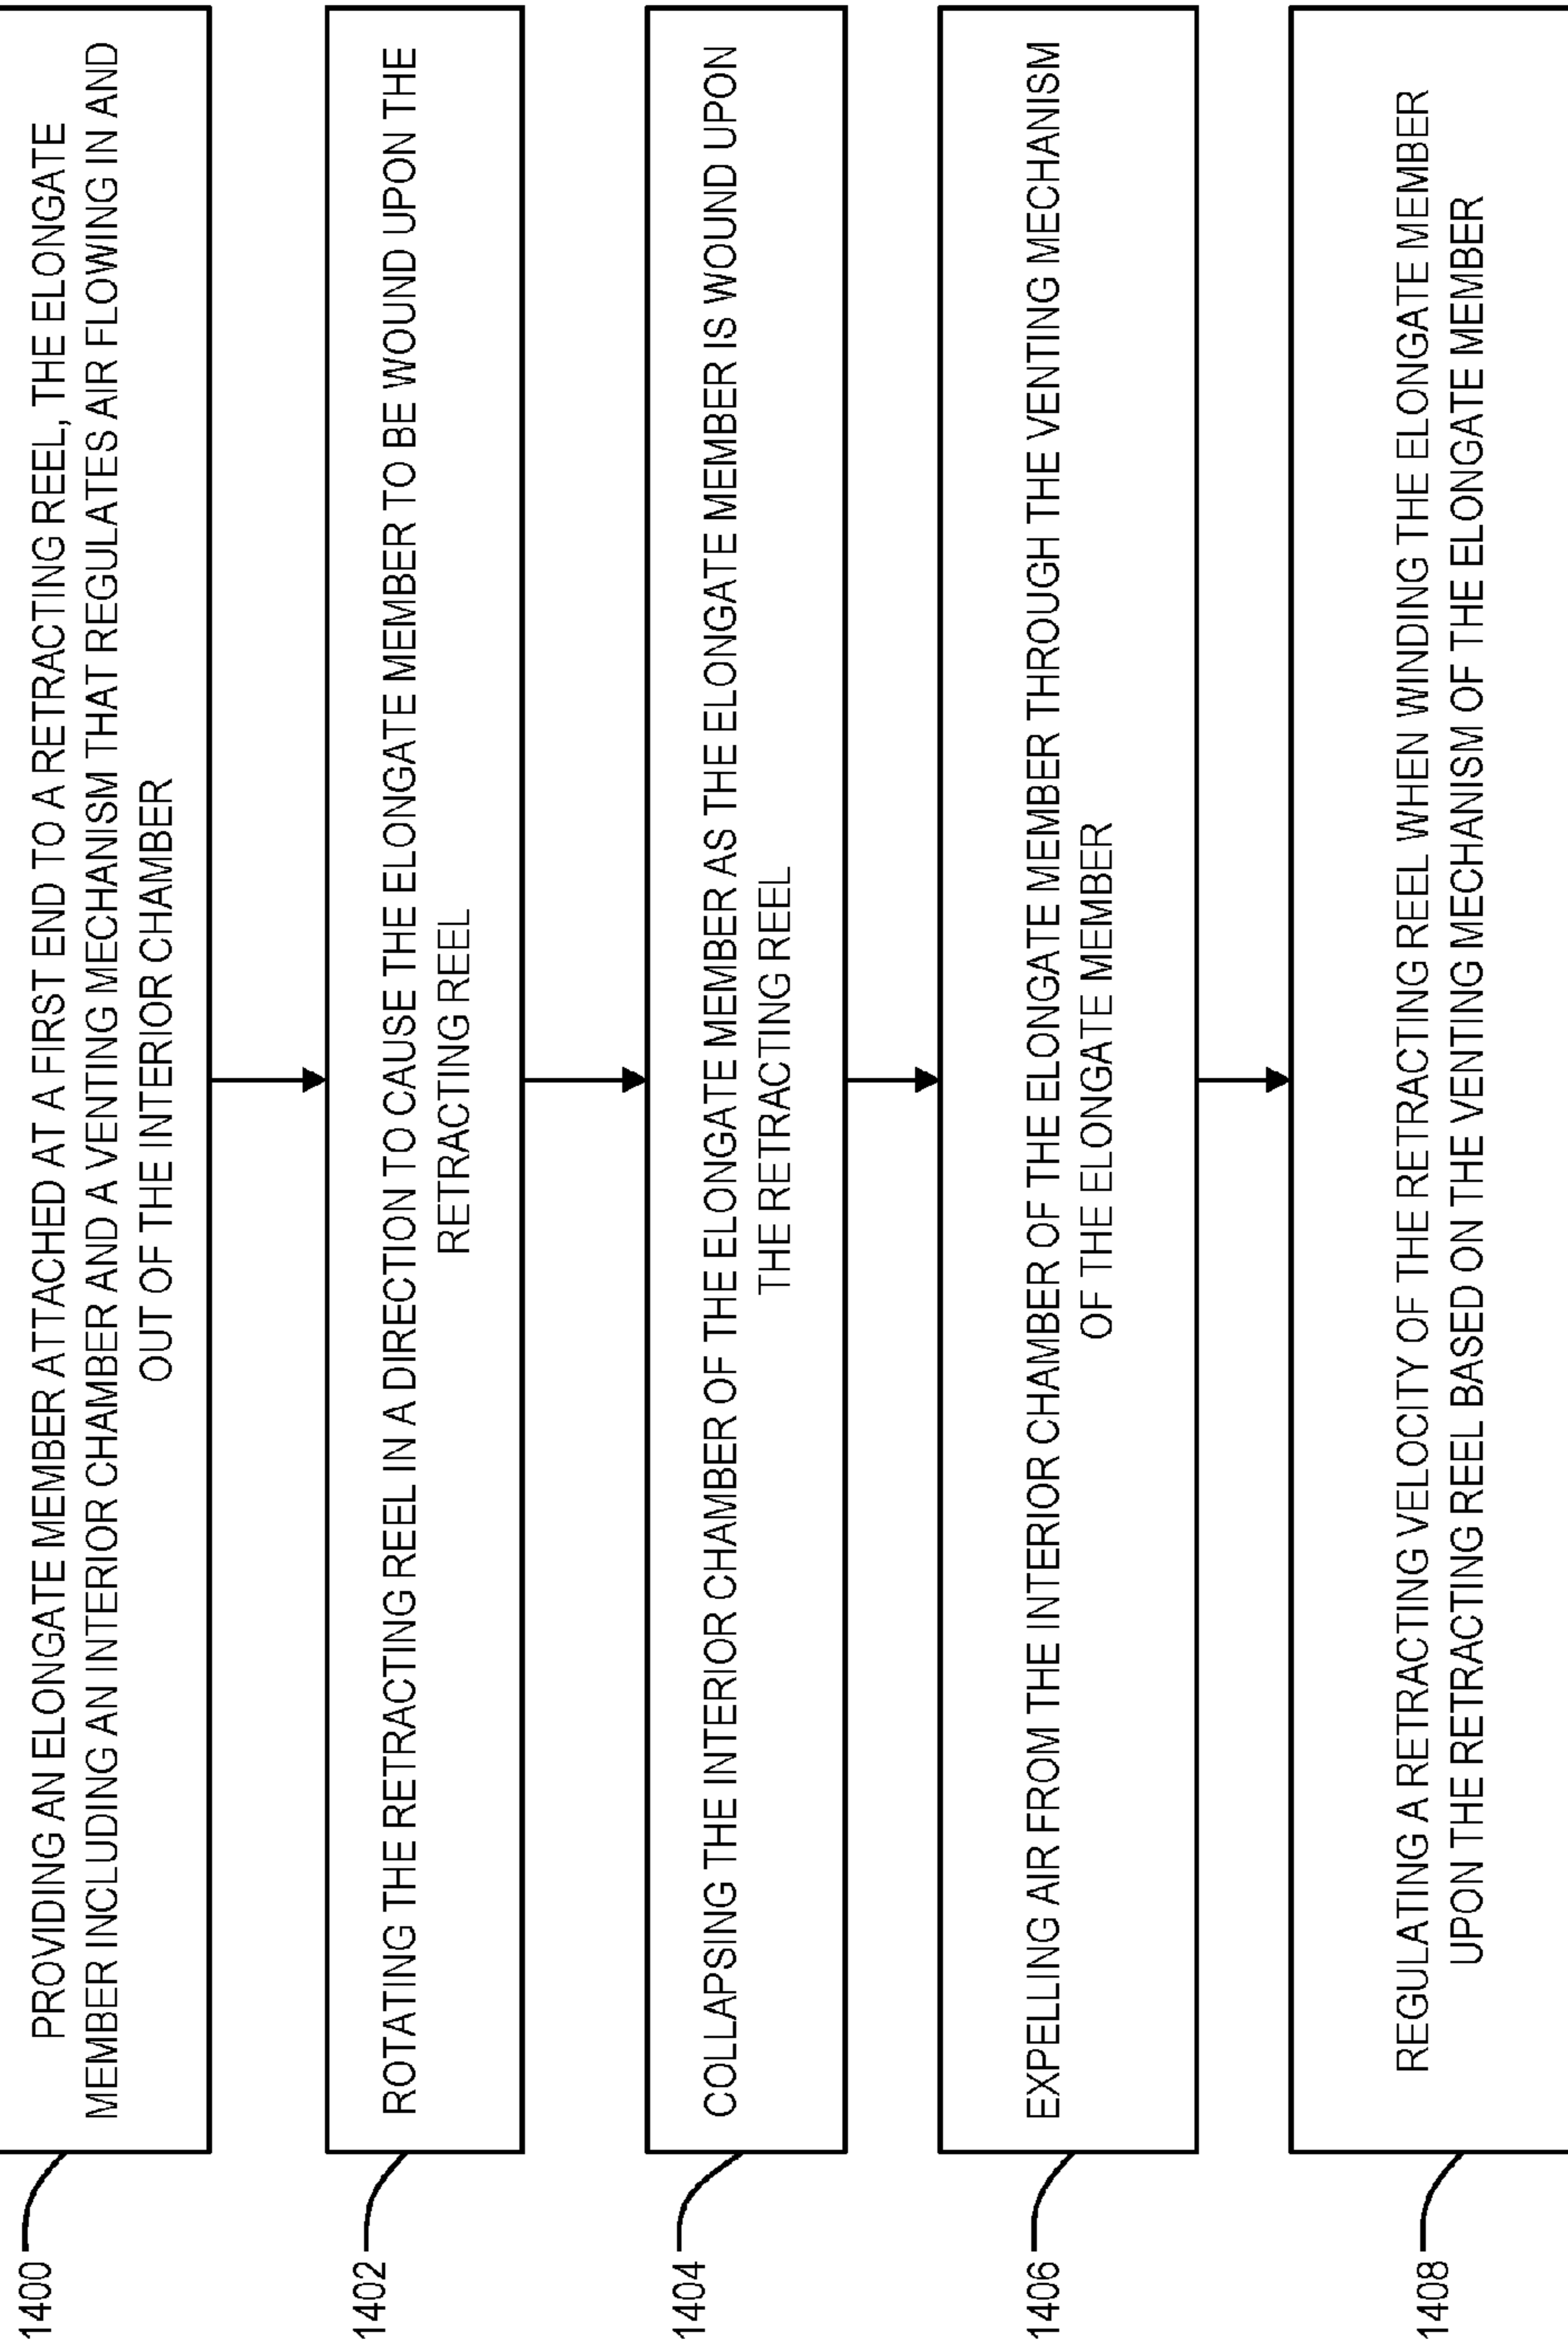 1400
PROVIDING AN ELONGATE MEMBER ATTACHED AT A FIRST END TO A RETRACTING REEL, THE ELONGATE
MEMBER INCLUDING AN INTERIOR CHAMBER AND A VENTING MECHANISM THAT REGULATES AIR FLOWING IN AND
OUT OF THE INTERIOR CHAMBER
1402
ROTATING THE RETRACTING REEL IN A DIRECTION TO CAUSE THE ELONGATE MEMBER TO BE WOUND UPON THE
RETRACTING REEL
1404
COLLAPSING THE INTERIOR CHAMBER OF THE ELONGATE MEMBER AS THE ELONGATE MEMBER IS WOUND UPON
THE RETRACTING REEL
1406
EXPELLING AIR FROM THE INTERIOR CHAMBER OF THE ELONGATE MEMBER THROUGH THE VENTING MECHANISM
OF THE ELONGATE MEMBER
1408
REGULATING A RETRACTING VELOCITY OF THE RETRACTING REEL WHEN WINDING THE ELONGATE MEMBER
UPON THE RETRACTING REEL BASED ON THE VENTING MECHANISM OF THE ELONGATE MEMBER